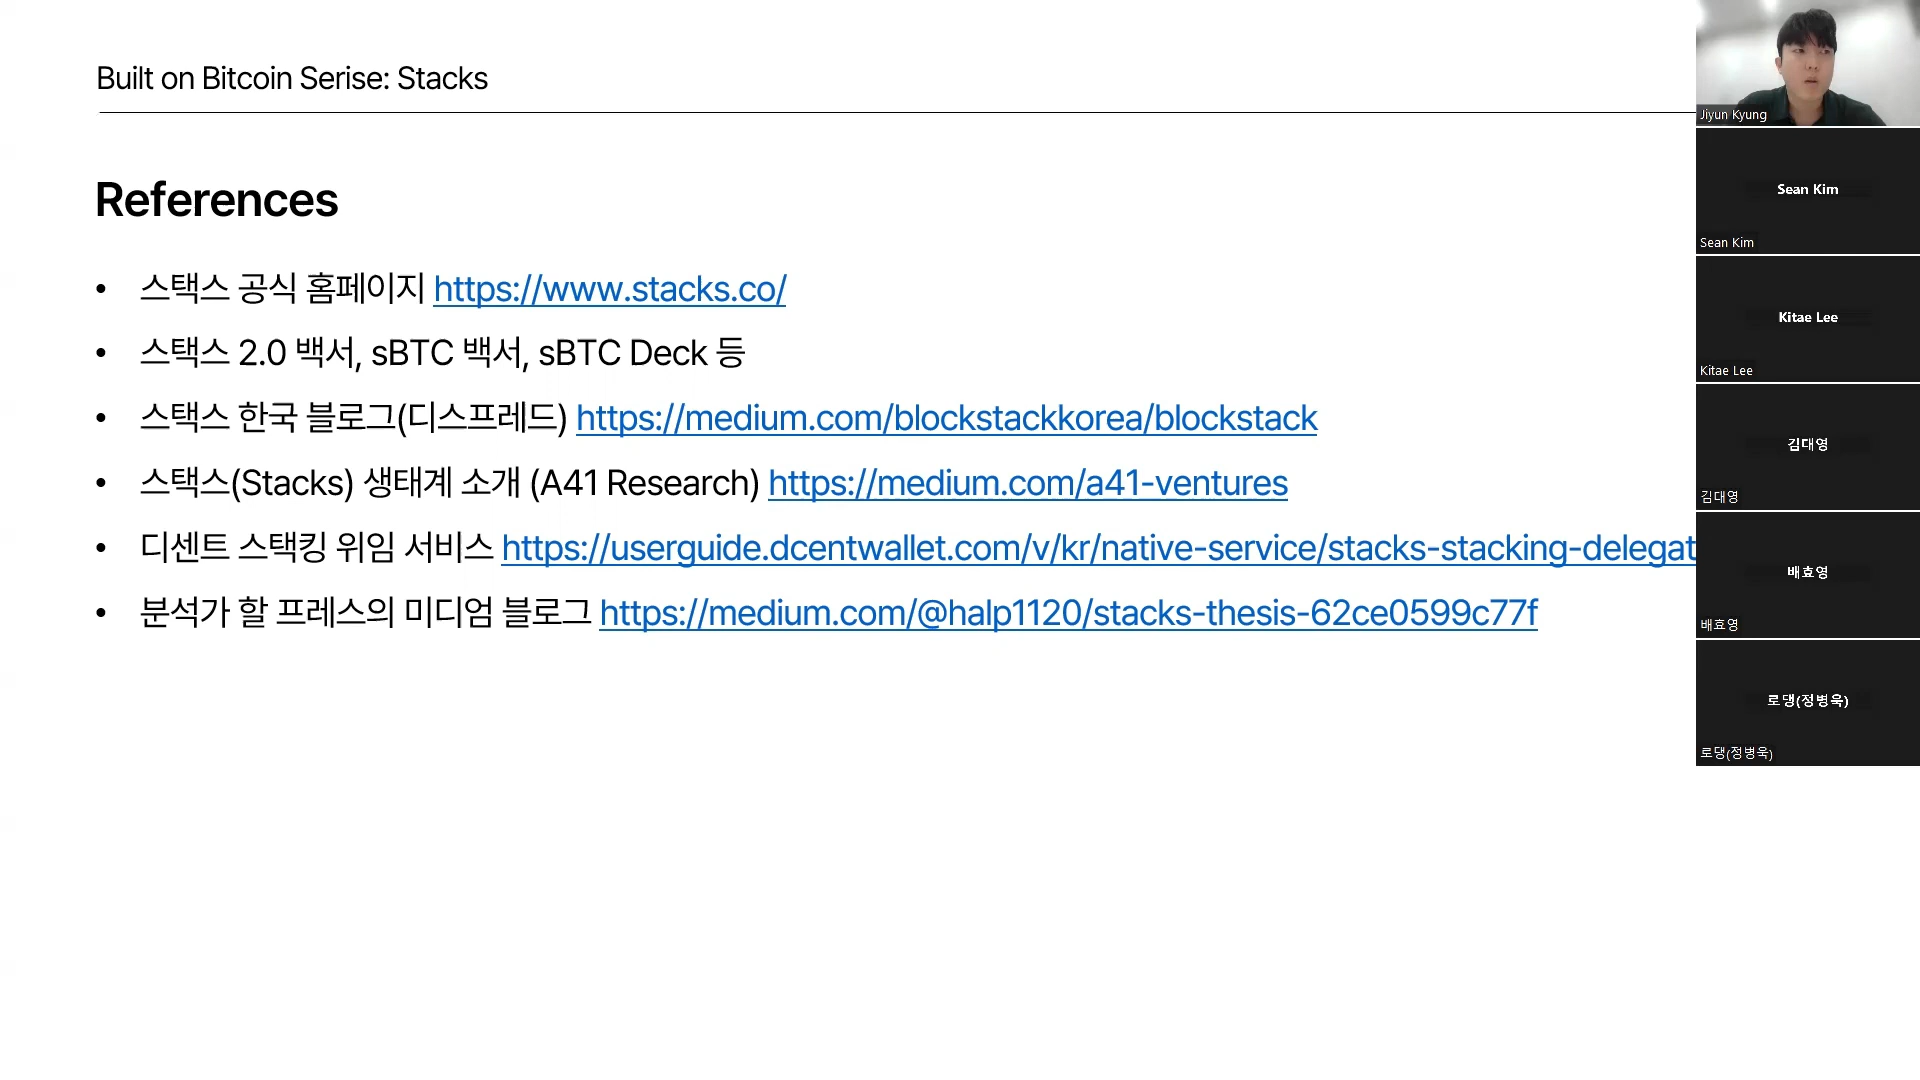 Built on Bitcoin Serise: Stacks
References
• 스택스 공식 홈페이지 https://www.stacks.co/
• 스택스 2.0 백서, sBTC 백서, sBTC Deck 등
• 스택스 한국 블로그(디스프레드) https://medium.com/blockstackkorea/blockstack
• 스택스(Stacks) 생태계 소개 (A41 Research) https://medium.com/a41-ventures
• 디센트 스택킹 위임 서비스 https://userguide.dcentwallet.com/v/kr/native-service/stacks-stacking-delegat
• 분석가 할 프레스의 미디엄 블로그 https://medium.com/@halp1120/stacks-thesis-62ce0599c77f
Jiyun Kyung
Sean Kim
Sean Kim
Kitae Lee
Kitae Lee
김대영
김대영
배효영
배효영
로댕(정병욱)
로댕(정병욱)